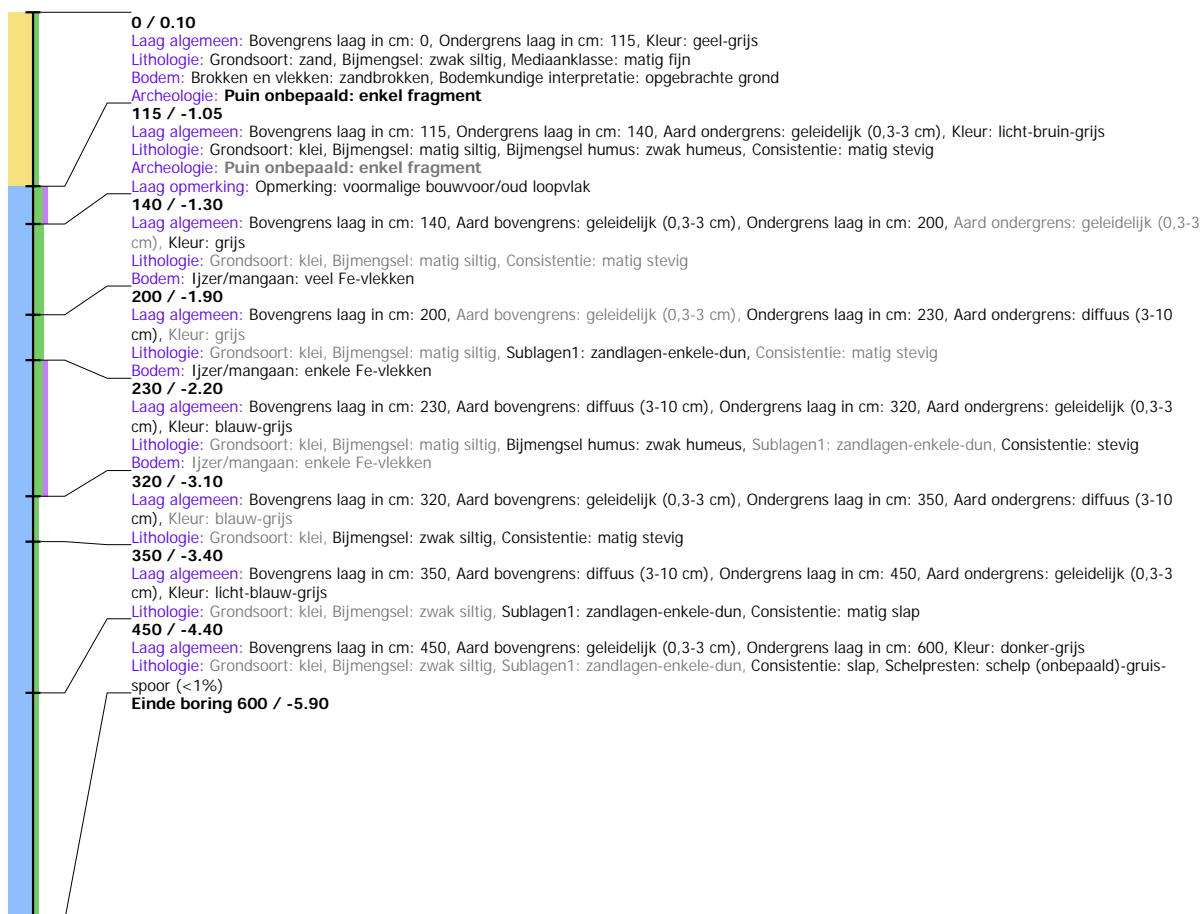 0 / 0.10
Laag algemeen: Bovengrens laag in cm: 0, Ondergrens laag in cm: 115, Kleur: geel-grijs
Lithologie: Grondsoort: zand, Bijmengsel: zwak siltig, Mediaanklasse: matig fijn
Bodem: Brokken en vlekken: zandbrokken, Bodemkundige interpretatie: opgebrachte grond
Archeologie: Puin onbepaald: enkel fragment
115 / -1.05
Laag algemeen: Bovengrens laag in cm: 115, Ondergrens laag in cm: 140, Aard ondergrens: geleidelijk (0,3-3 cm), Kleur: licht-bruin-grijs
Lithologie: Grondsoort: klei, Bijmengsel: matig siltig, Bijmengsel humus: zwak humeus, Consistentie: matig stevig
Archeologie: Puin onbepaald: enkel fragment
Laag opmerking: Opmerking: voormalige bouwvoor/oud loopvlak
140 / -1.30
Laag algemeen: Bovengrens laag in cm: 140, Aard bovengrens: geleidelijk (0,3-3 cm), Ondergrens laag in cm: 200, Aard ondergrens: geleidelijk (0,3-3
cm), Kleur: grijs
Lithologie: Grondsoort: klei, Bijmengsel: matig siltig, Consistentie: matig stevig
Bodem: Ijzer/mangaan: veel Fe-vlekken
200 / -1.90
Laag algemeen: Bovengrens laag in cm: 200, Aard bovengrens: geleidelijk (0,3-3 cm), Ondergrens laag in cm: 230, Aard ondergrens: diffuus (3-10
cm), Kleur: grijs
Lithologie: Grondsoort: klei, Bijmengsel: matig siltig, Sublagen1: zandlagen-enkele-dun, Consistentie: matig stevig
Bodem: Ijzer/mangaan: enkele Fe-vlekken
230 / -2.20
Laag algemeen: Bovengrens laag in cm: 230, Aard bovengrens: diffuus (3-10 cm), Ondergrens laag in cm: 320, Aard ondergrens: geleidelijk (0,3-3
cm), Kleur: blauw-grijs
Lithologie: Grondsoort: klei, Bijmengsel: matig siltig, Bijmengsel humus: zwak humeus, Sublagen1: zandlagen-enkele-dun, Consistentie: stevig
Bodem: Ijzer/mangaan: enkele Fe-vlekken
320 / -3.10
Laag algemeen: Bovengrens laag in cm: 320, Aard bovengrens: geleidelijk (0,3-3 cm), Ondergrens laag in cm: 350, Aard ondergrens: diffuus (3-10
cm), Kleur: blauw-grijs
Lithologie: Grondsoort: klei, Bijmengsel: zwak siltig, Consistentie: matig stevig
350 / -3.40
Laag algemeen: Bovengrens laag in cm: 350, Aard bovengrens: diffuus (3-10 cm), Ondergrens laag in cm: 450, Aard ondergrens: geleidelijk (0,3-3
cm), Kleur: licht-blauw-grijs
Lithologie: Grondsoort: klei, Bijmengsel: zwak siltig, Sublagen1: zandlagen-enkele-dun, Consistentie: matig slap
450 / -4.40
Laag algemeen: Bovengrens laag in cm: 450, Aard bovengrens: geleidelijk (0,3-3 cm), Ondergrens laag in cm: 600, Kleur: donker-grijs
Lithologie: Grondsoort: klei, Bijmengsel: zwak siltig, Sublagen1: zandlagen-enkele-dun, Consistentie: slap, Schelpresten: schelp (onbepaald)-gruis-
spoor (<1%)
Einde boring 600 / -5.90